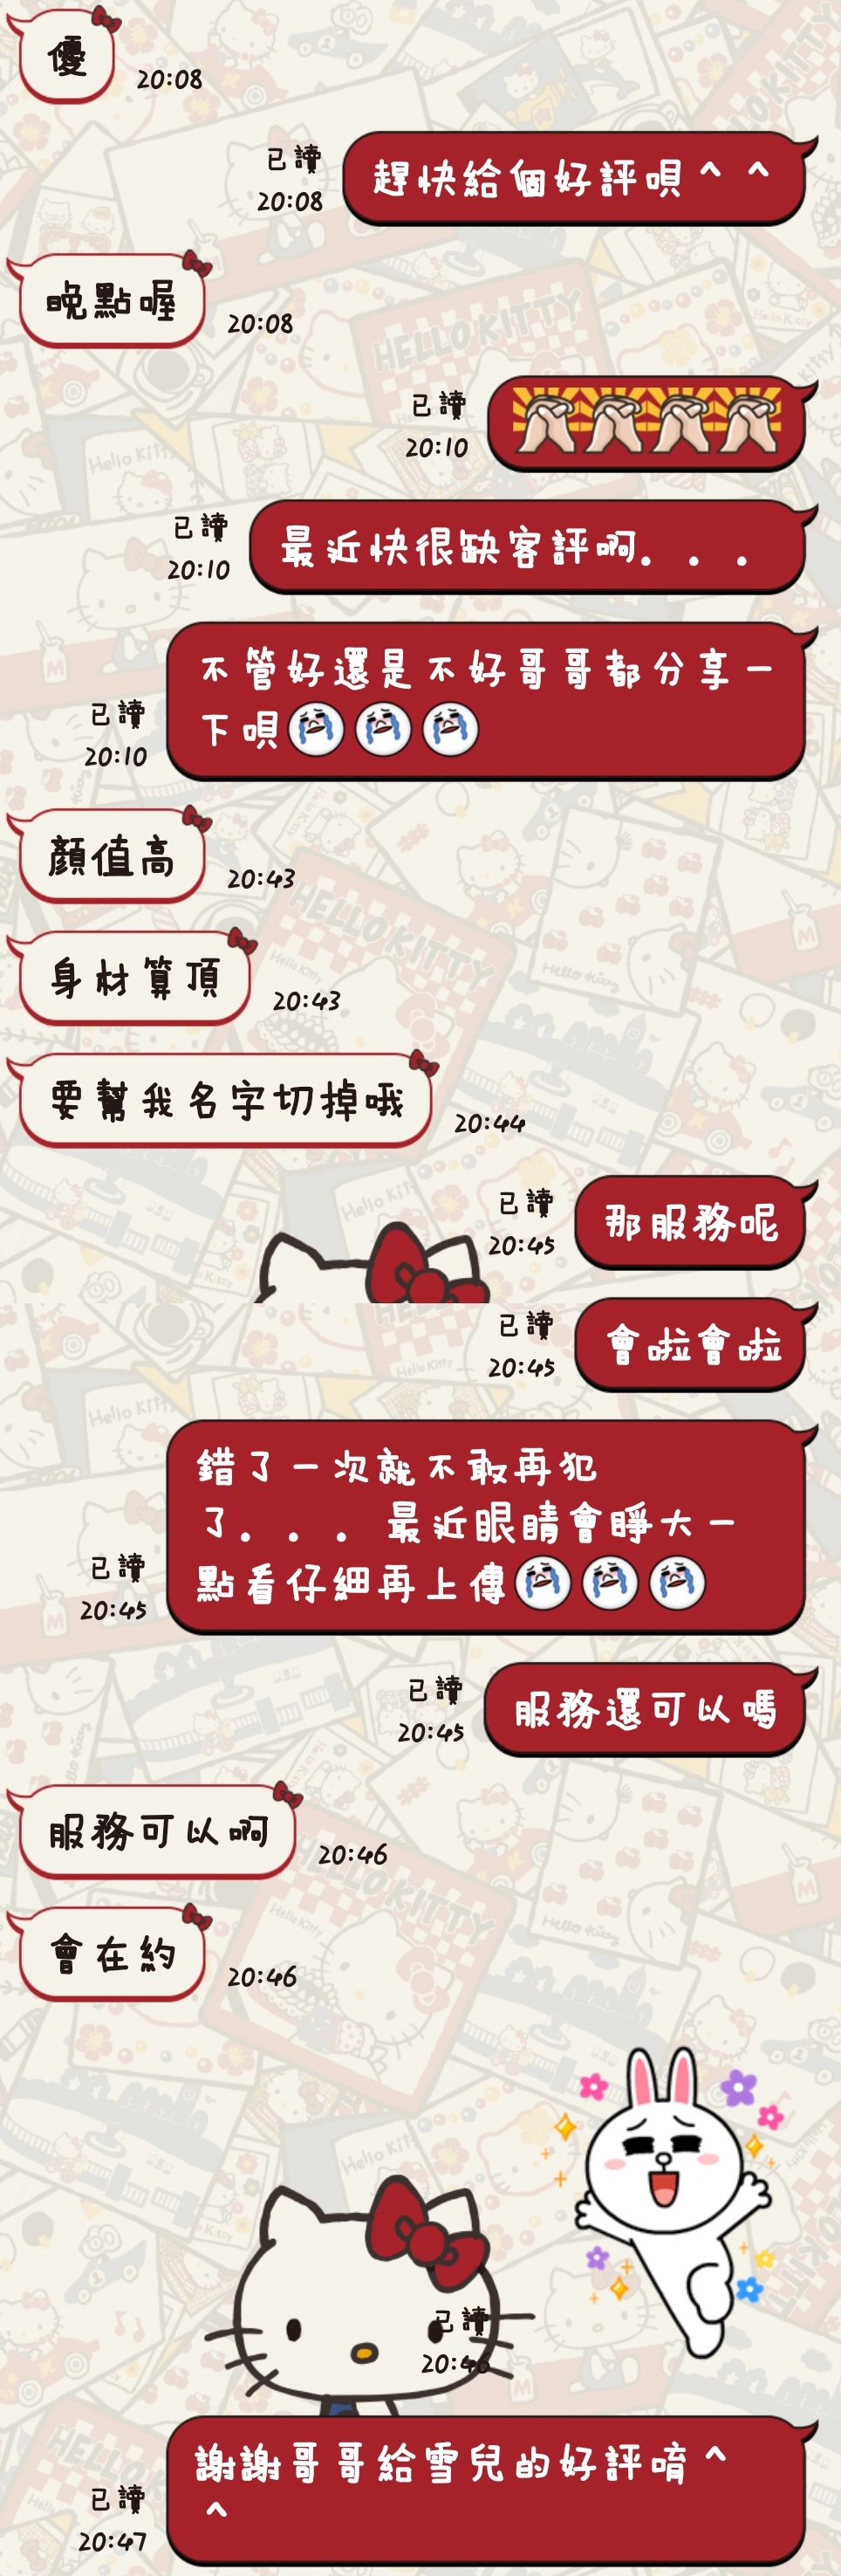 優
20:08
已讀
20:08
趕快給個好評唄^ ^
晚點喔
20:08
已讀
20:10
已讀
20:10
最近快很缺客評啊. . .
已讀
20:10
不管好還是不好哥哥都分享一
下唄
顏值高
20:43
身材算頂
20:43
要幫我名字切掉哦
20:44
已讀
20:45
那服務呢
已讀
20:45
會啦會啦
已讀
20:45
錯了一次就不敢再犯
了. . . 最近眼睛會睜大一
點看仔細再上傳
已讀
20:45
服務還可以嗎
服務可以啊
20:46
會在約
20:46
已讀
20:46
已讀
20:47
謝謝哥哥給雪兒的好評唷^
^